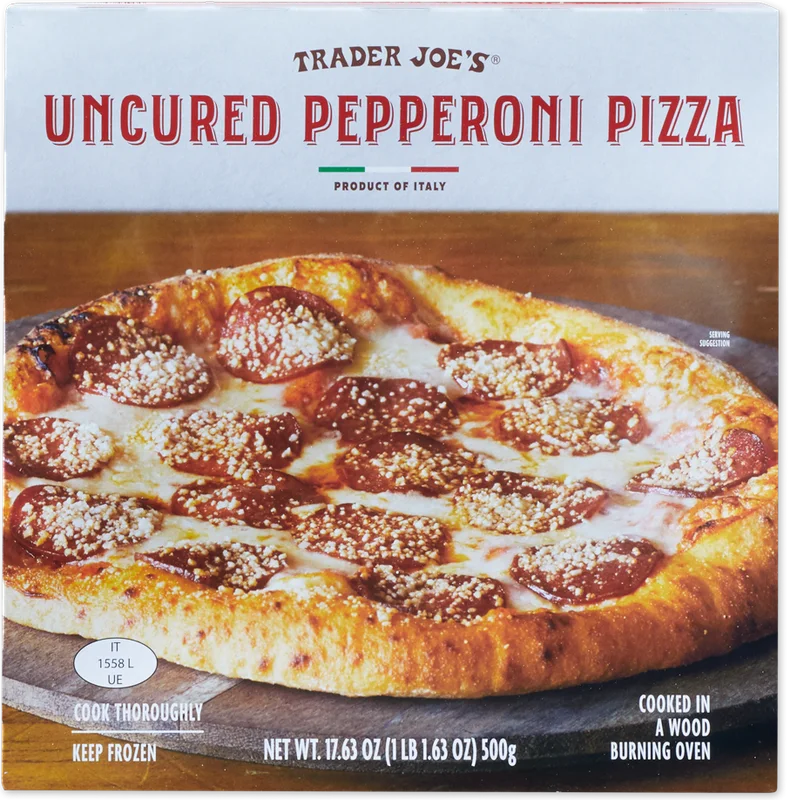 TRADER JOE'S®
UNCURED PEPPERONI PIZZA
PRODUCT OF ITALY
SERVING
SUGGESTION
IT
1558 L
UE
COOK THOROUGHLY
KEEP FROZEN
NET WT. 17.63 OZ (1 LB 1.63 OZ) 500g
COOKED IN
A WOOD
BURNING OVEN